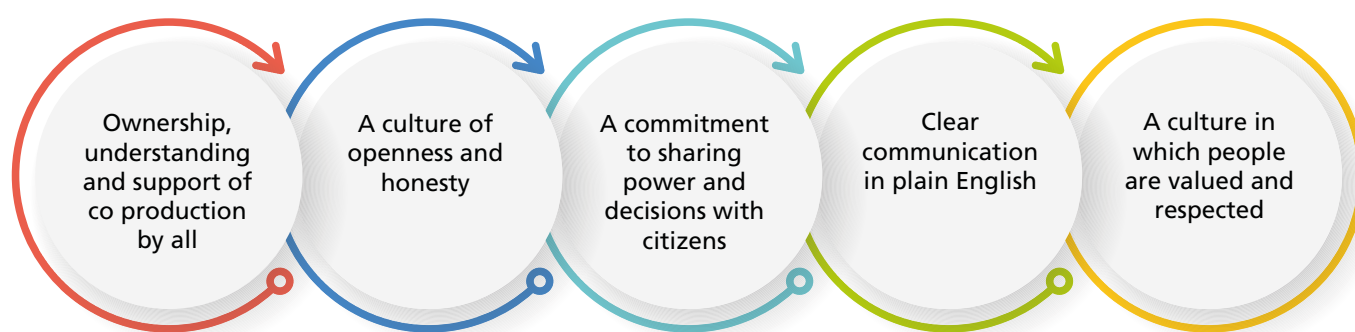 Ownership,
understanding
and support of
co production
by all
A culture of
openness and
honesty
A commitment
to sharing
power and
decisions with
citizens
Clear
communication
in plain English
A culture in
which people
are valued and
respected